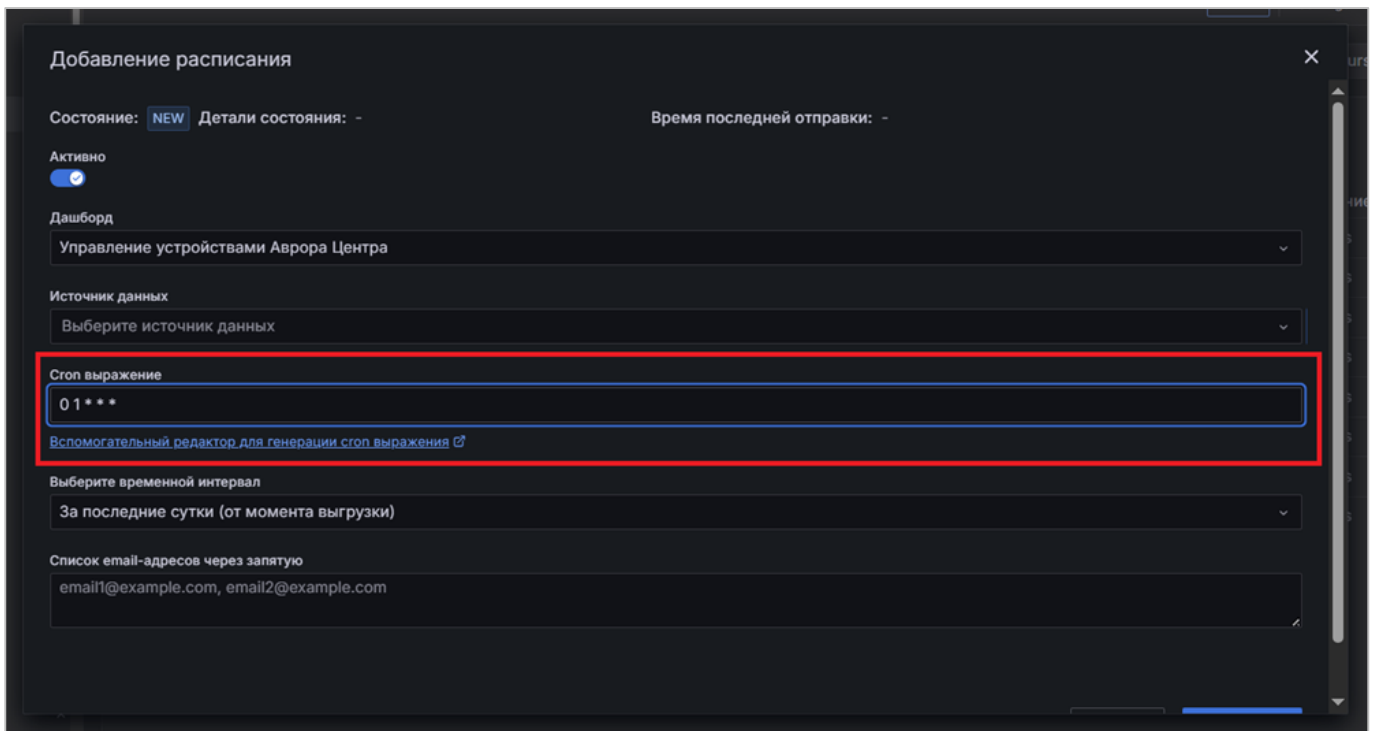 Добавление расписания
Состояние: NEW Детали состояния: - Время последней отправки: -
Активно
Дашборд
Управление устройствами Аврора Центра
Источник данных
Выберите источник данных
Cron выражение
0 1 * * *
Вспомогательный редактор для генерации cron выражения
Выберите временной интервал
За последние сутки (от момента выгрузки)
Список email-адресов через запятую
email1@example.com, email2@example.com